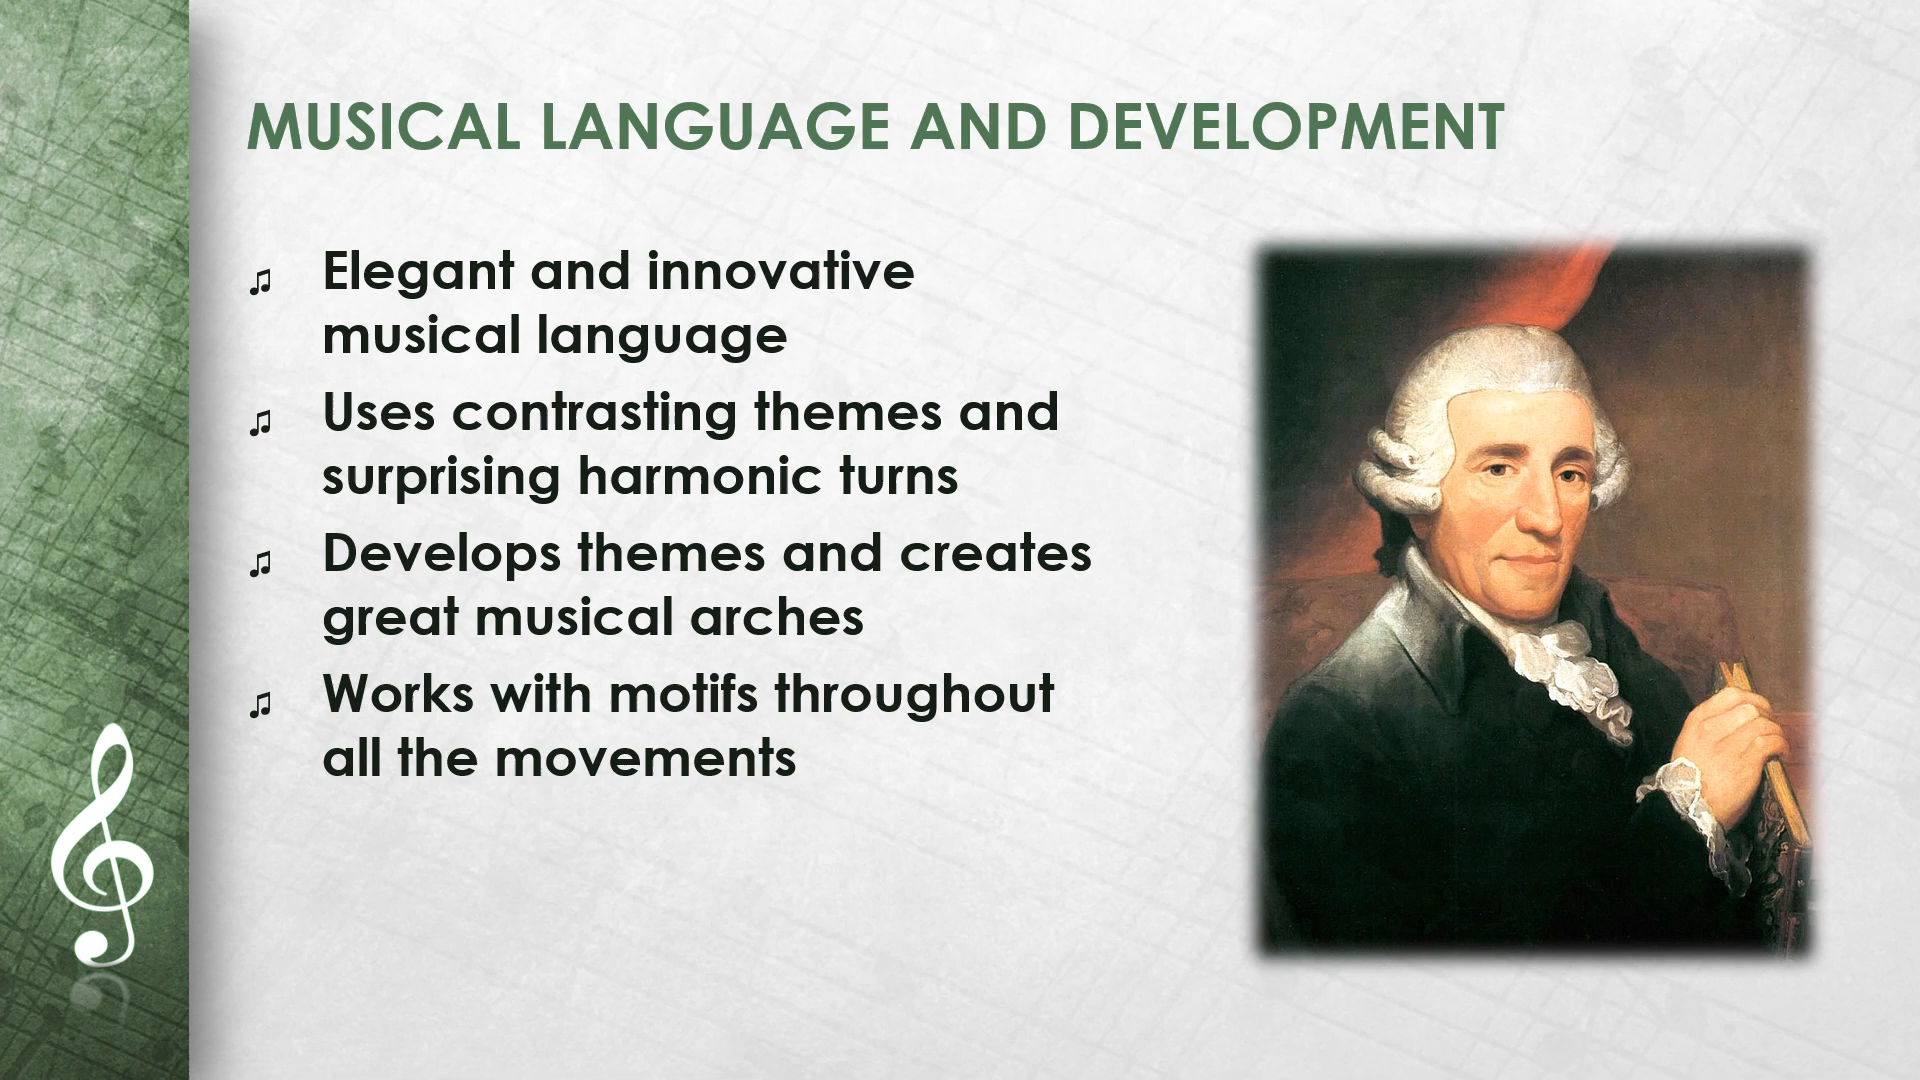 MUSICAL LANGUAGE AND DEVELOPMENT
♫ Elegant and innovative
musical language
♫ Uses contrasting themes and
surprising harmonic turns
♫ Develops themes and creates
great musical arches
♫ Works with motifs throughout
all the movements